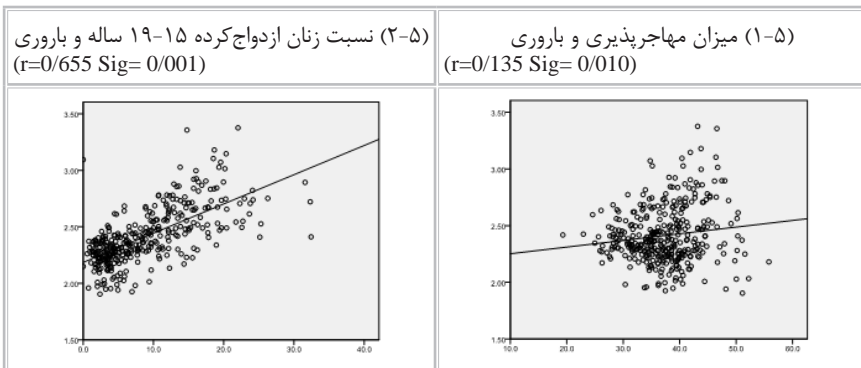 (۵-۱) میزان مهاجرپذیری و باروری
(r=0/135 Sig= 0/010)
(۵-۲) نسبت زنان ازدواج‌کرده ۱۵-۱۹ ساله و باروری
(r=0/655 Sig= 0/001)
3.50
3.00
2.50
2.00
1.50
10.0 20.0 30.0 40.0 50.0 60.0
3.50
3.00
2.50
2.00
1.50
0.0 10.0 20.0 30.0 40.0